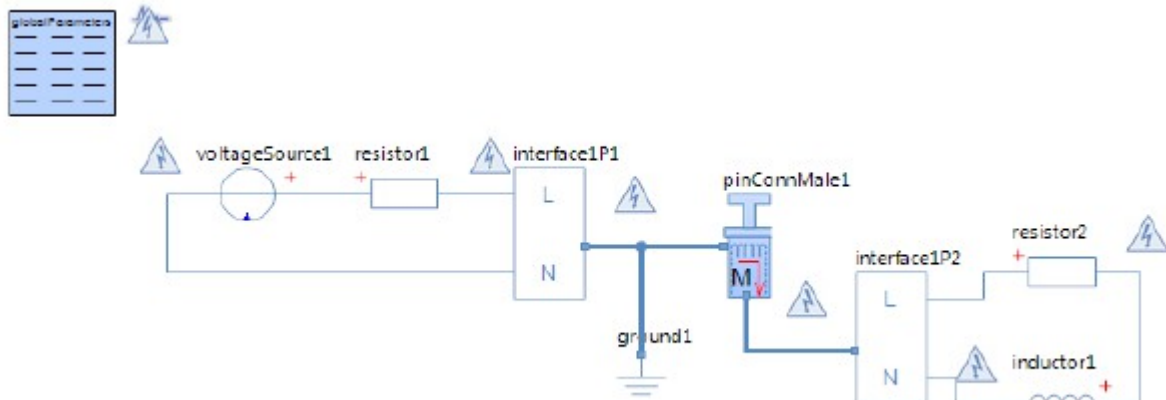 globalParameters
voltageSource1
resistor1
interface1P1
L
N
pinConnMale1
M
ground1
interface1P2
L
N
resistor2
inductor1